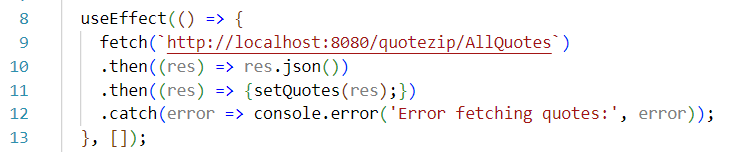 8 useEffect(() => {
9 fetch(`http://localhost:8080/quotezip/AllQuotes`)
10 .then((res) => res.json())
11 .then((res) => {setQuotes(res);})
12 .catch(error => console.error('Error fetching quotes:', error));
13 }, []);